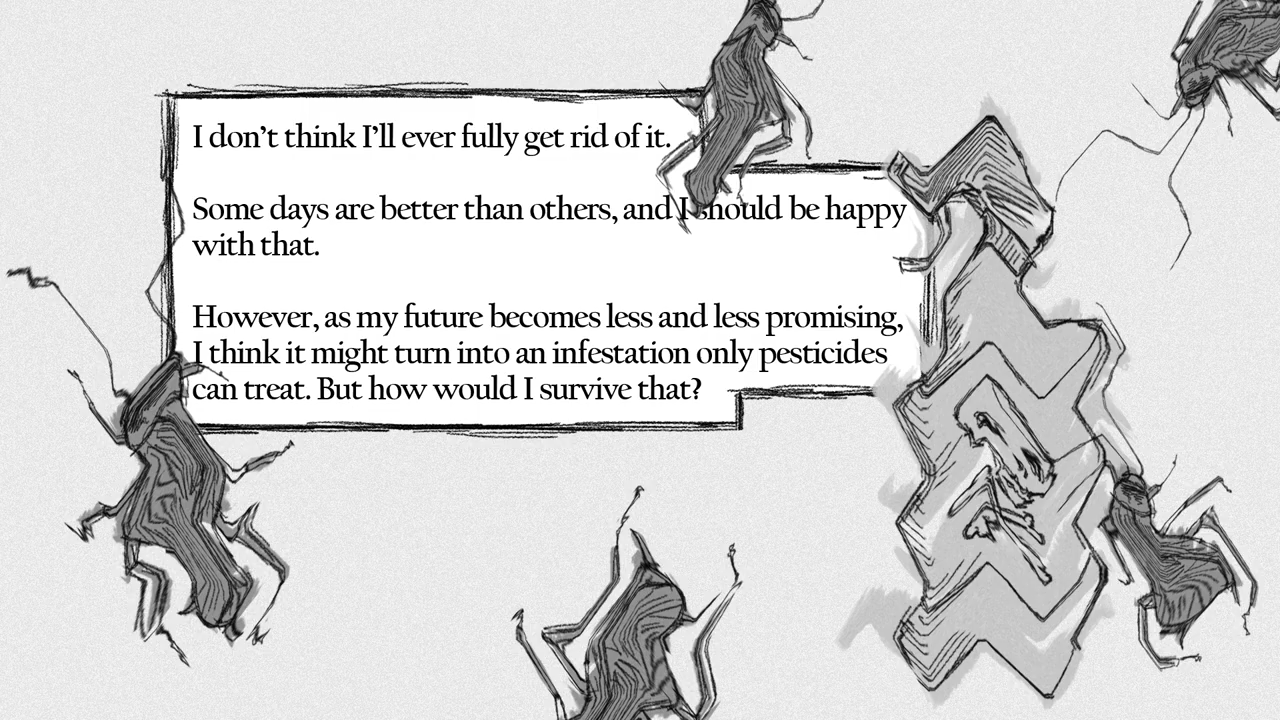 I don’t think I’ll ever fully get rid of it.
Some days are better than others, and I should be happy
with that.
However, as my future becomes less and less promising,
I think it might turn into an infestation only pesticides
can treat. But how would I survive that?